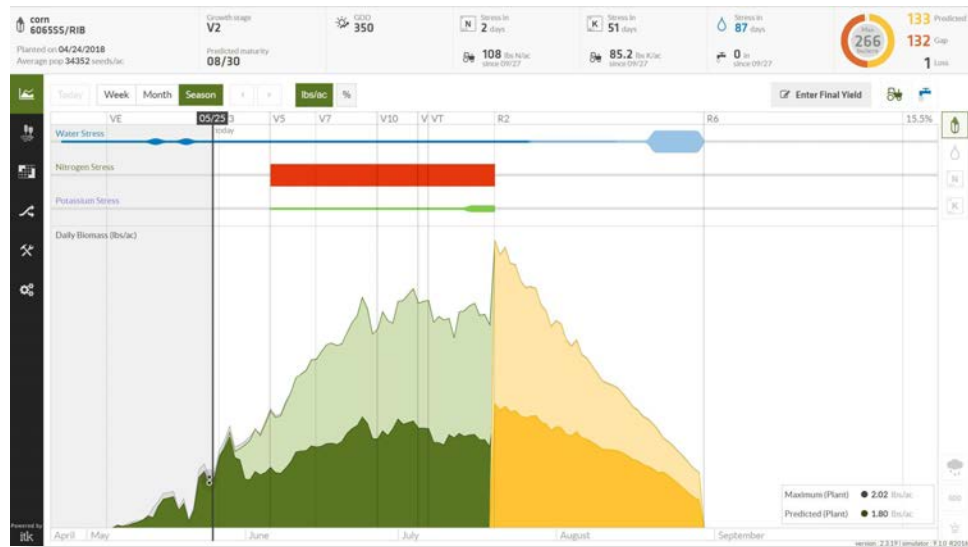 corn
6065SS/RIB
Planted on 04/24/2018
Average pop 34352 seeds/ac
Growth stage
V2
Predicted maturity
08/30
GDD
350
N
Stress in
2 days
108 lbs N/ac
since 09/27
K
Stress in
51 days
85.2 lbs K/ac
since 09/27
Stress in
87 days
0 in
since 09/27
Max
266
133 Predicted
132 Gap
1 Loss
Today
Week
Month
Season
lbs/ac
%
Enter Final Yield
VE
05/25
3
V5
V7
V10
V
VT
R2
R6
15.5%
today
Water Stress
Nitrogen Stress
Potassium Stress
Daily Biomass (lbs/ac)
N
K
Maximum (Plant) 2.02 lbs/ac
Predicted (Plant) 1.80 lbs/ac
April
May
June
July
August
September
Powered by
itk